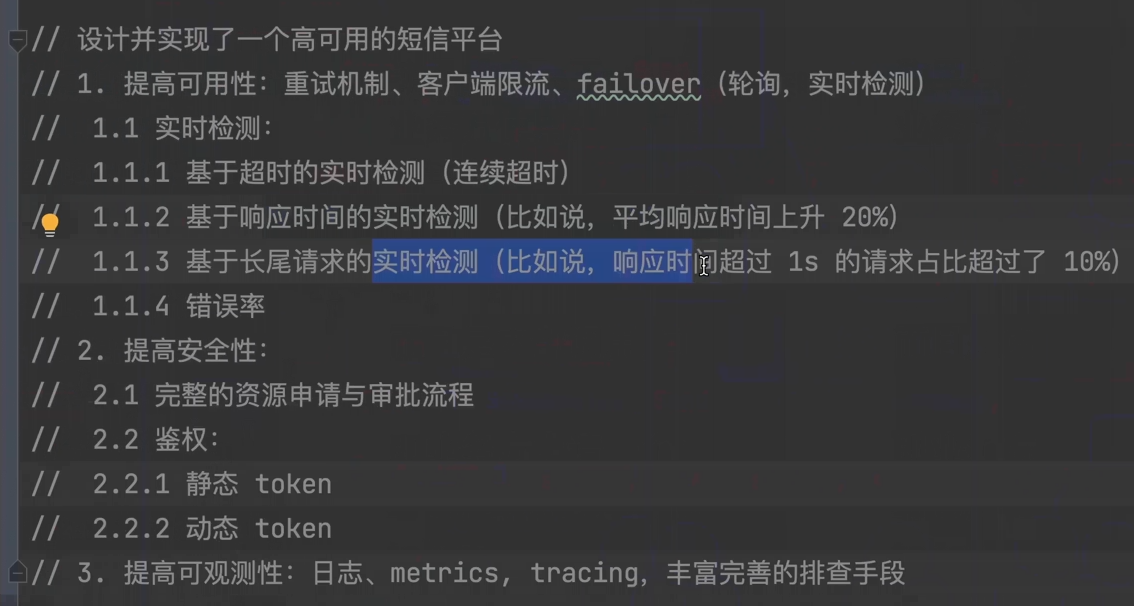 // 设计并实现了一个高可用的短信平台
// 1. 提高可用性：重试机制、客户端限流、failover（轮询，实时检测）
//  1.1 实时检测：
//  1.1.1 基于超时的实时检测（连续超时）
//  1.1.2 基于响应时间的实时检测（比如说，平均响应时间上升 20%）
//  1.1.3 基于长尾请求的实时检测（比如说，响应时间超过 1s 的请求占比超过了 10%）
//  1.1.4 错误率
// 2. 提高安全性：
//  2.1 完整的资源申请与审批流程
//  2.2 鉴权：
//  2.2.1 静态 token
//  2.2.2 动态 token
// 3. 提高可观测性：日志、metrics, tracing，丰富完善的排查手段